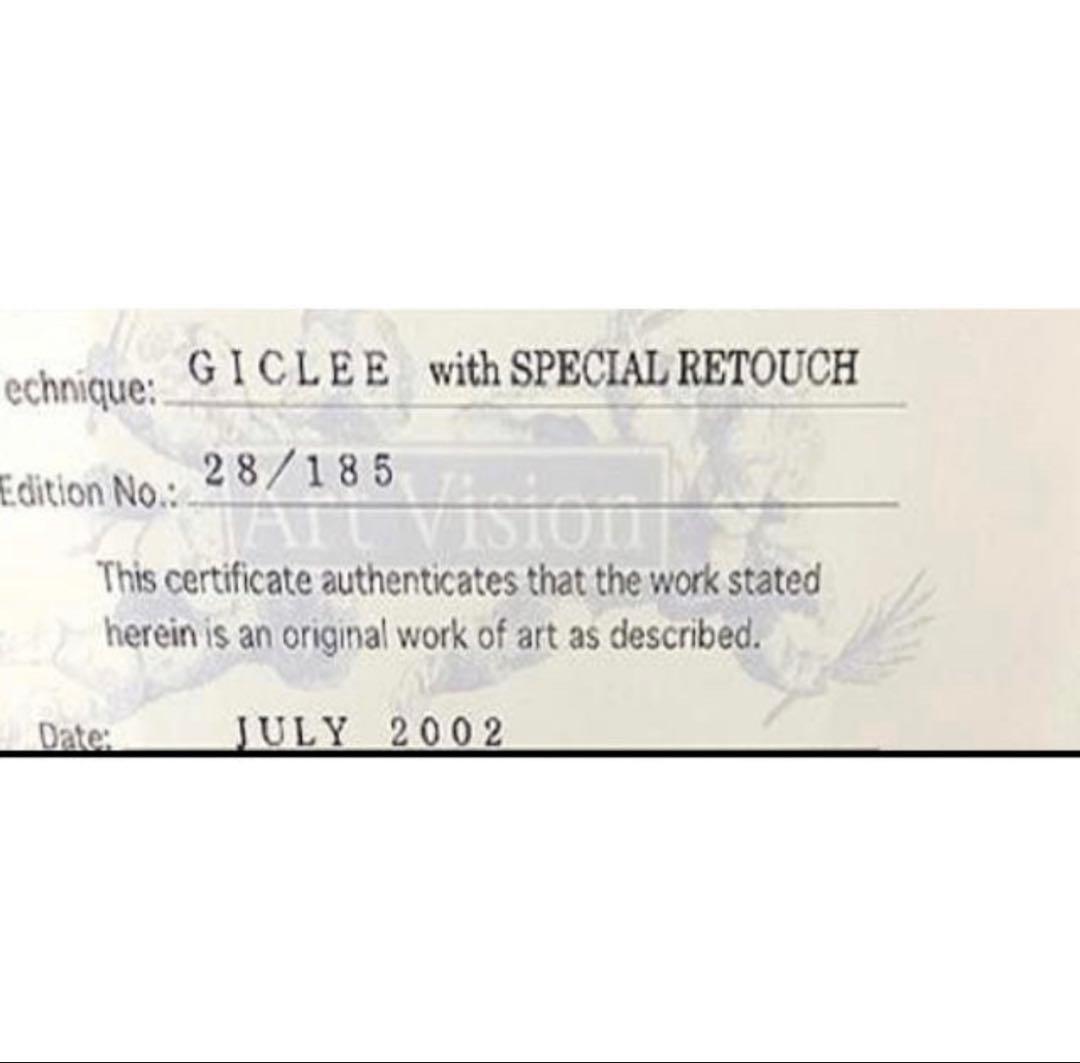 echnique: GICLEE with SPECIAL RETOUCH
Edition No.: 28/185
Art Vision
This certificate authenticates that the work stated
herein is an original work of art as described.
Date: JULY 2002